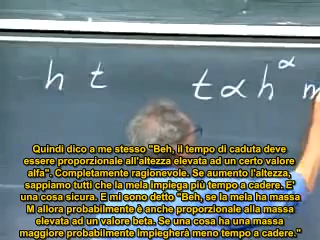 h t
t α h^α m
Quindi dico a me stesso "Beh, il tempo di caduta deve
essere proporzionale all'altezza elevata ad un certo valore
alfa". Completamente ragionevole. Se aumento l'altezza,
sappiamo tutti che la mela impiega più tempo a cadere. E'
una cosa sicura. E mi sono detto "Beh, se la mela ha massa
M allora probabilmente è anche proporzionale alla massa
elevata ad un valore beta. Se una cosa ha una massa
maggiore probabilmente impiegherà meno tempo a cadere."